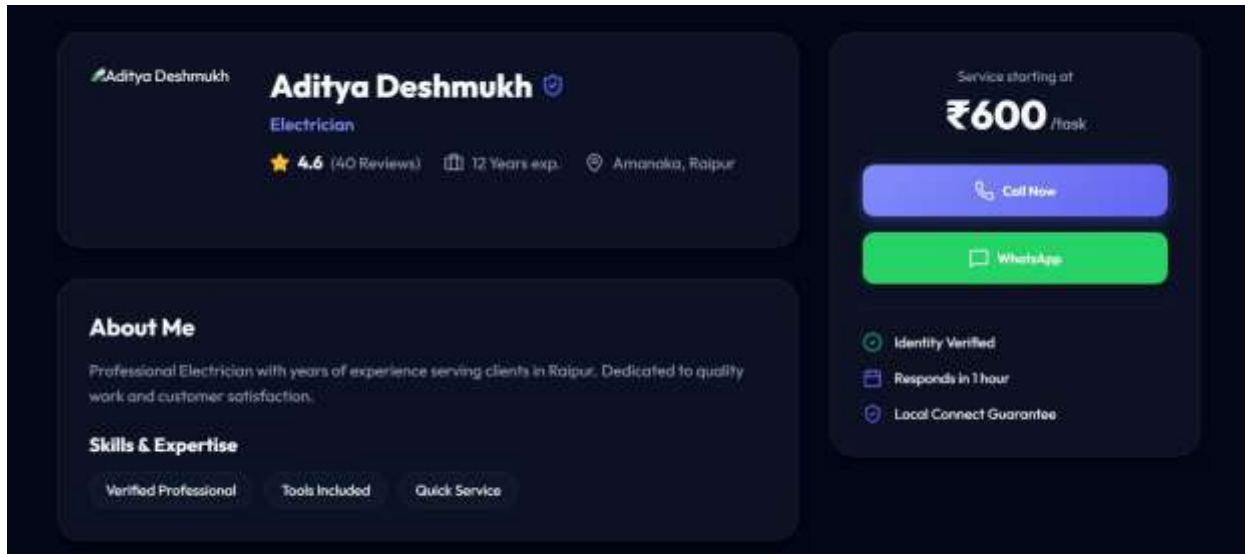 Aditya Deshmukh
Aditya Deshmukh
Electrician
4.6 (40 Reviews) 12 Years exp. Amanaka, Raipur
About Me
Professional Electrician with years of experience serving clients in Raipur. Dedicated to quality
work and customer satisfaction.
Skills & Expertise
Verified Professional Tools Included Quick Service
Service starting at
₹600 /task
Call Now
WhatsApp
Identity Verified
Responds in 1 hour
Local Connect Guarantee